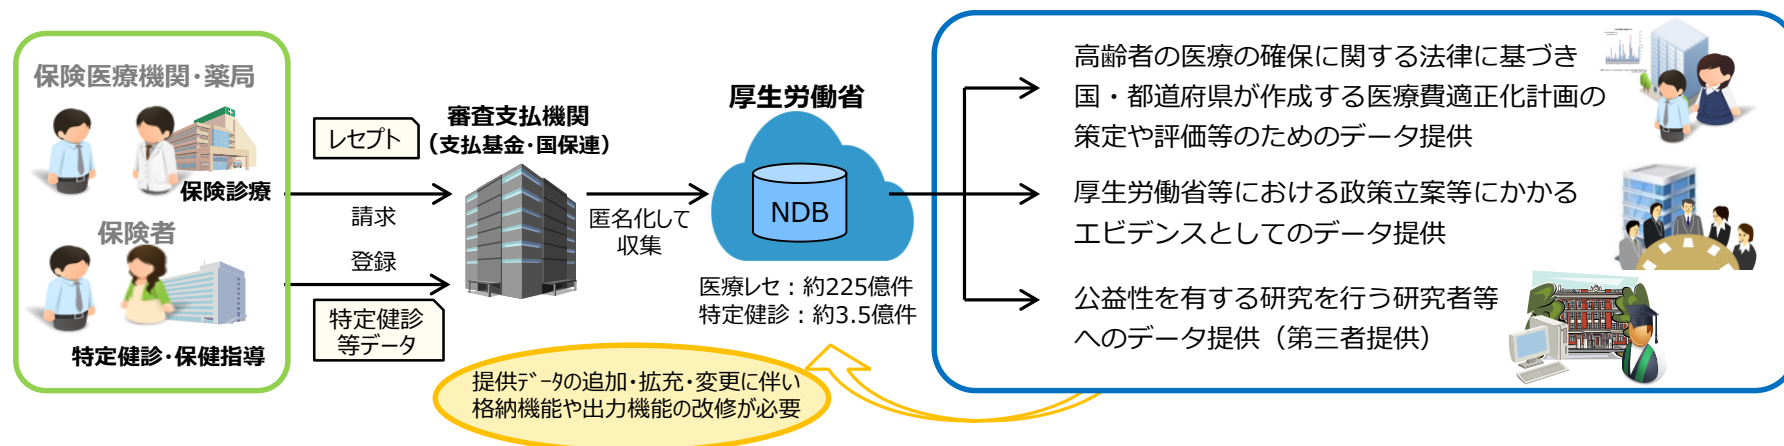 保険医療機関・薬局
保険診療
保険者
特定健診・保健指導
レセプト
請求
登録
特定健診
等データ
審査支払機関
（支払基金・国保連）
匿名化して
収集
厚生労働省
NDB
医療レセ：約225億件
特定健診：約3.5億件
高齢者の医療の確保に関する法律に基づき
国・都道府県が作成する医療費適正化計画の
策定や評価等のためのデータ提供
厚生労働省等における政策立案等にかかる
エビデンスとしてのデータ提供
公益性を有する研究を行う研究者等
へのデータ提供（第三者提供）
提供ﾃﾞｰﾀの追加・拡充・変更に伴い
格納機能や出力機能の改修が必要